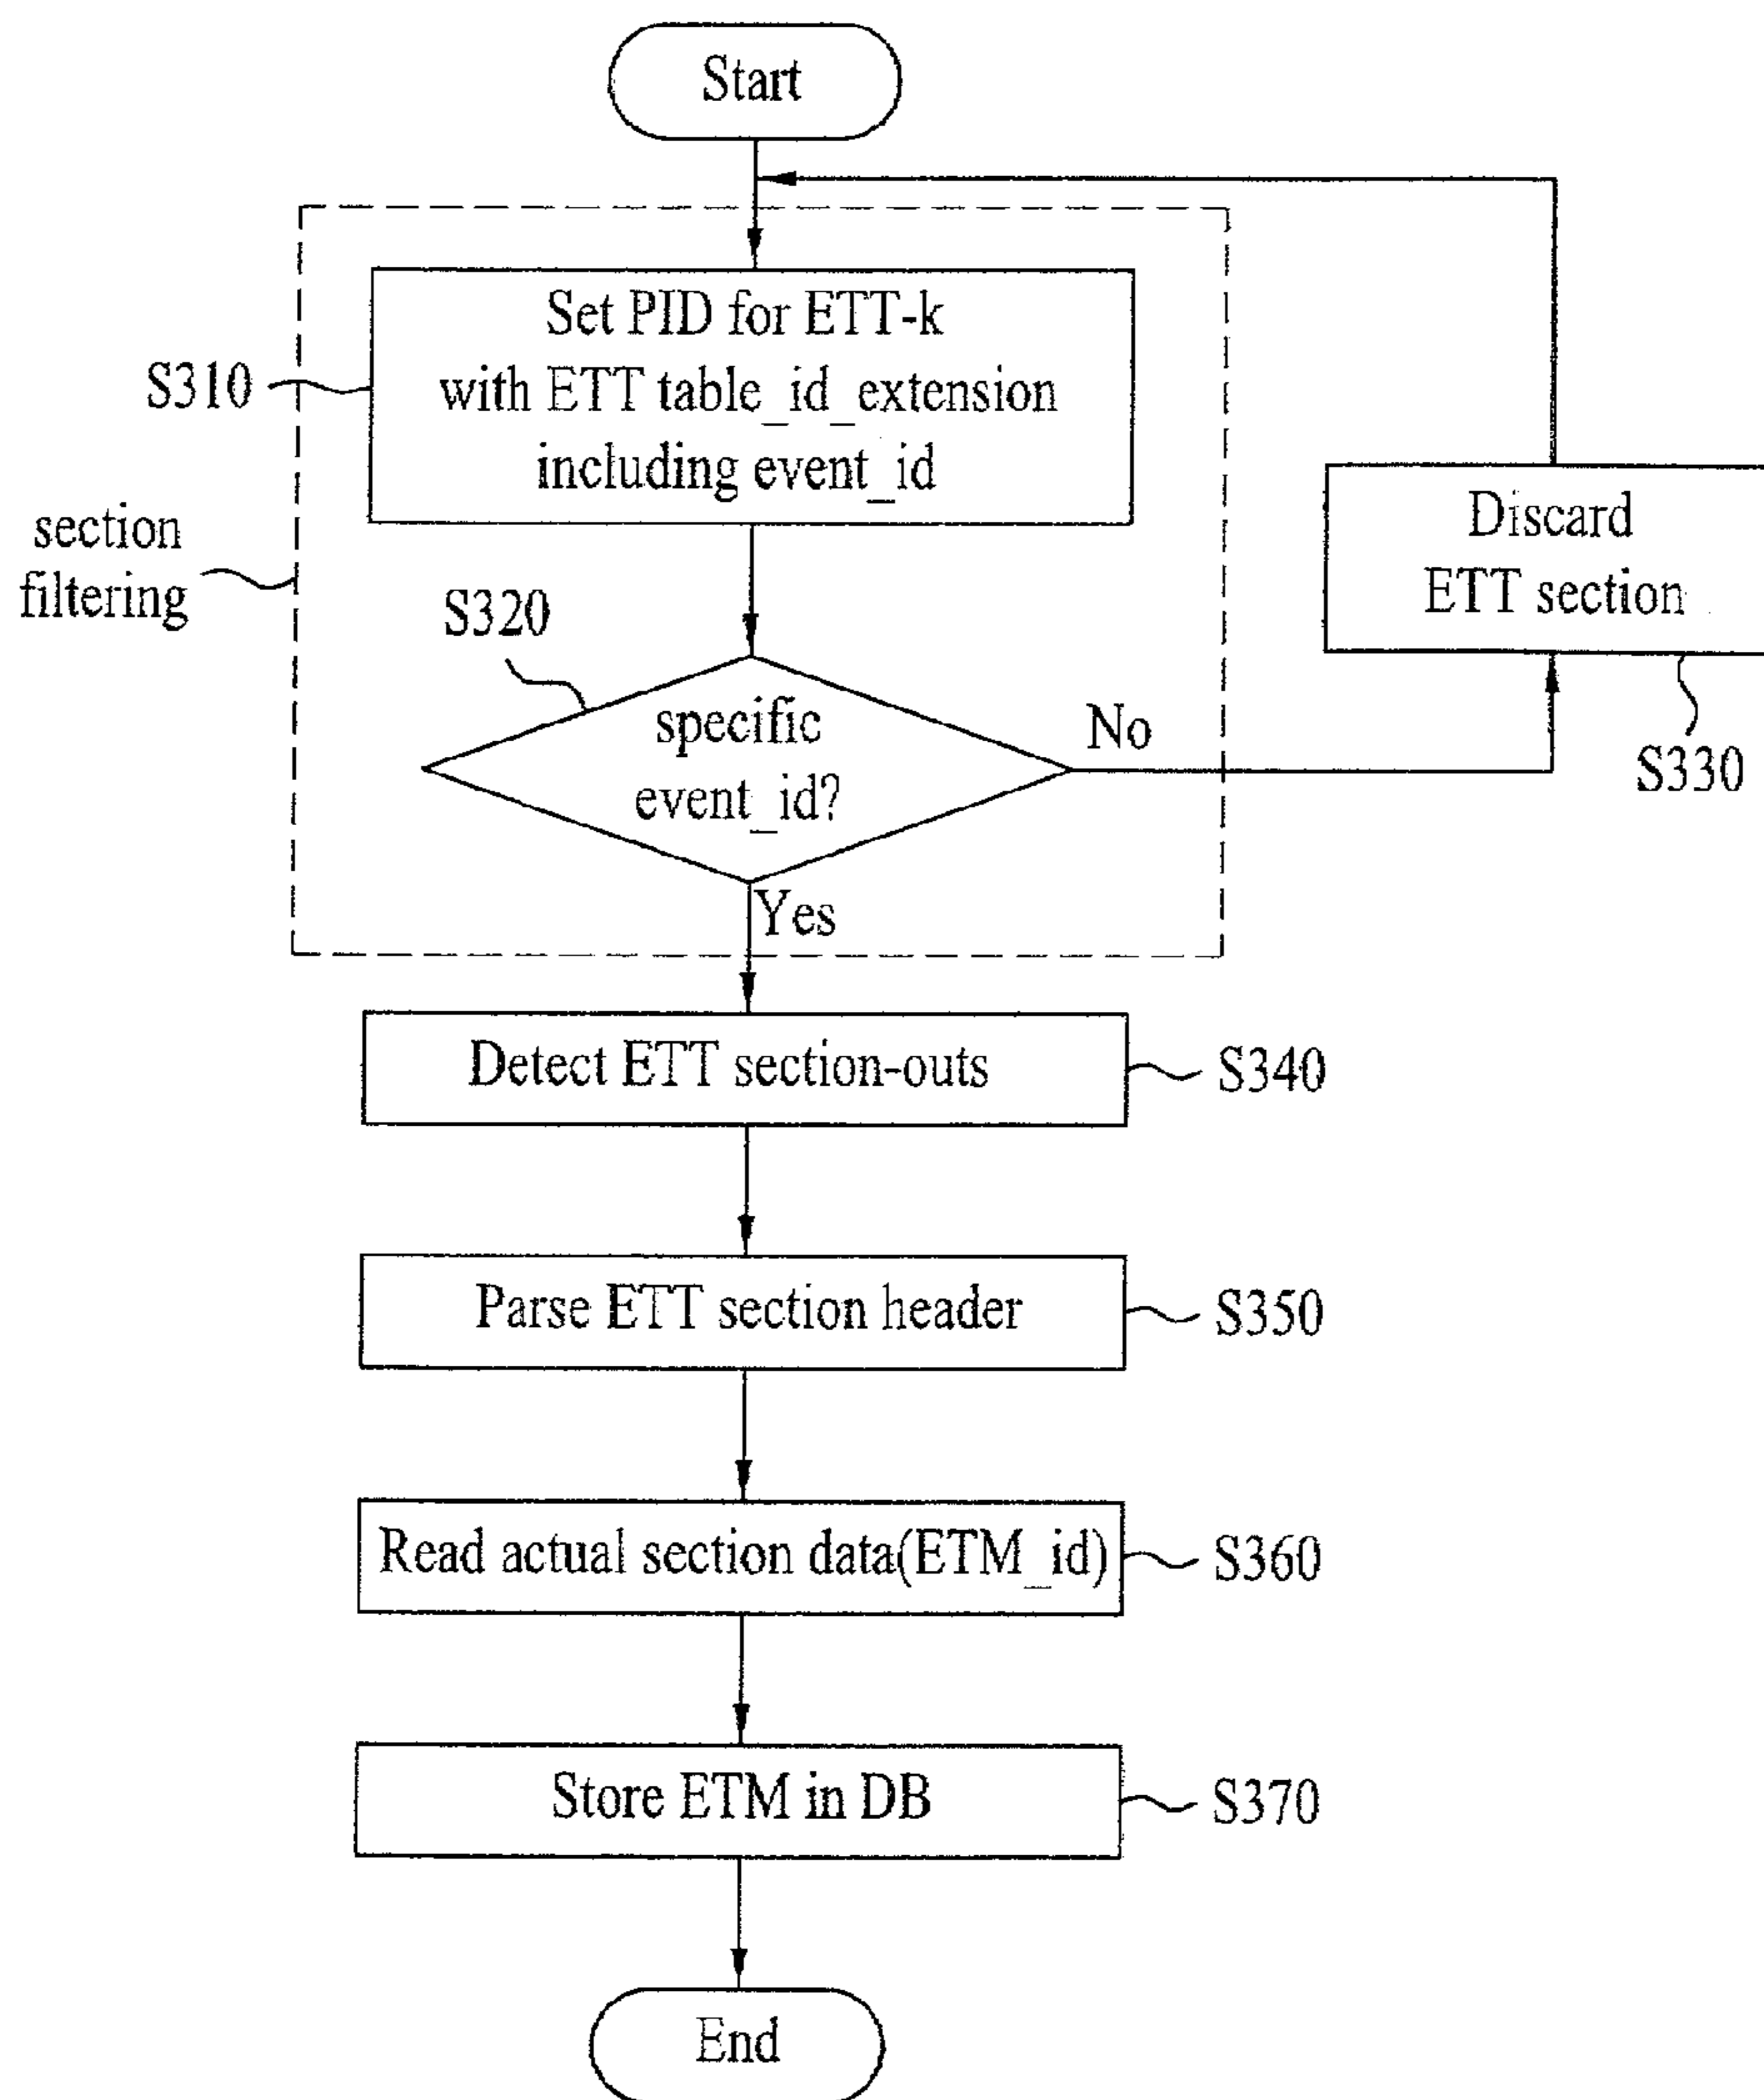 Start
Set PID for ETT-k
with ETT table_id_extension
including event_id
S310
section
filtering
Discard
ETT section
S330
S320
specific
event_id?
No
Yes
Detect ETT section-outs
S340
Parse ETT section header
S350
Read actual section data(ETM_id)
S360
Store ETM in DB
S370
End